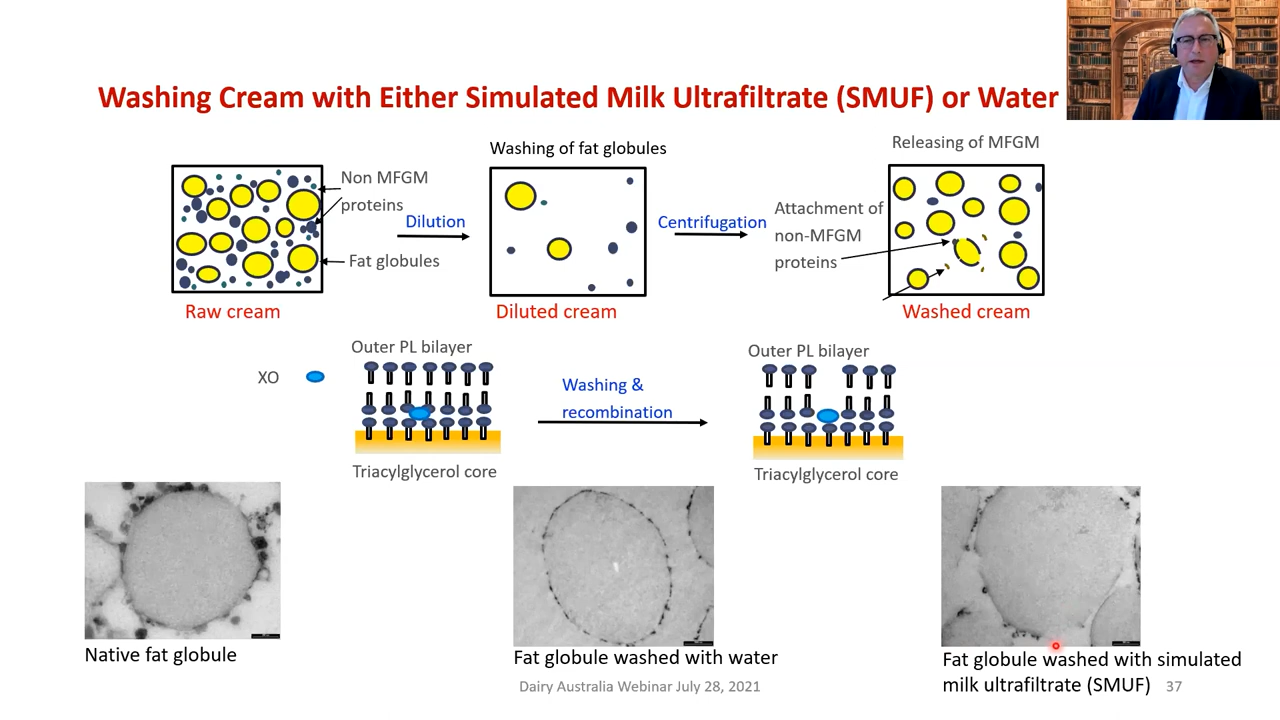 Washing Cream with Either Simulated Milk Ultrafiltrate (SMUF) or Water
Non MFGM
proteins
Fat globules
Raw cream
Dilution
Washing of fat globules
Diluted cream
Centrifugation
Releasing of MFGM
Attachment of
non-MFGM
proteins
Washed cream
XO
Outer PL bilayer
Triacylglycerol core
Washing &
recombination
Outer PL bilayer
Triacylglycerol core
Native fat globule
Fat globule washed with water
Fat globule washed with simulated
milk ultrafiltrate (SMUF)
Dairy Australia Webinar July 28, 2021
37